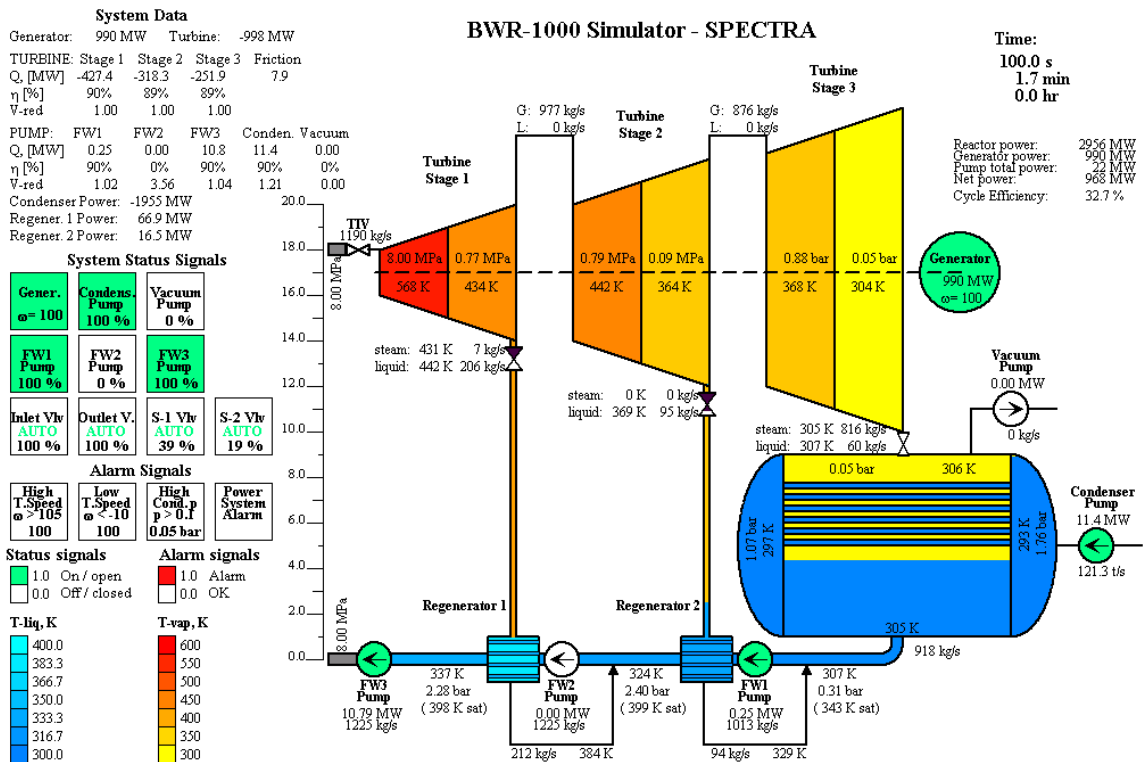 System Data
Generator: 990 MW Turbine: -998 MW
TURBINE: Stage 1 Stage 2 Stage 3 Friction
Q, [MW] -427.4 -318.3 -251.9 7.9
η [%] 90% 89% 89%
V-red 1.00 1.00 1.00
PUMP: FW1 FW2 FW3 Conden. Vacuum
Q, [MW] 0.25 0.00 10.8 11.4 0.00
η [%] 90% 0% 90% 90% 0%
V-red 1.02 3.56 1.04 1.21 0.00
Condenser Power: -1955 MW
Regener. 1 Power: 66.9 MW
Regener. 2 Power: 16.5 MW
System Status Signals
Gener.
ω= 100
Condens.
Pump
100 %
Vacuum
Pump
0 %
FW1
Pump
100 %
FW2
Pump
0 %
FW3
Pump
100 %
Inlet Vlv
AUTO
100 %
Outlet V.
AUTO
100 %
S-1 Vlv
AUTO
39 %
S-2 Vlv
AUTO
19 %
Alarm Signals
High
T.Speed
ω > 105
100
Low
T.Speed
ω < -10
100
High
Cond.p
p > 0.1
0.05 bar
Power
System
Alarm
Status signals
1.0 On / open
0.0 Off / closed
Alarm signals
1.0 Alarm
0.0 OK
T-liq, K
400.0
383.3
366.7
350.0
333.3
316.7
300.0
T-vap, K
600
550
500
450
400
350
300
BWR-1000 Simulator - SPECTRA
Time:
100.0 s
1.7 min
0.0 hr
Reactor power: 2956 MW
Generator power: 990 MW
Pump total power: 22 MW
Net power: 968 MW
Cycle Efficiency: 32.7 %
20.0
18.0
16.0
14.0
12.0
10.0
8.0
6.0
4.0
2.0
0.0
TIV
1190 kg/s
8.00 MPa
Turbine
Stage 1
8.00 MPa
568 K
0.77 MPa
434 K
G: 977 kg/s
L: 0 kg/s
Turbine
Stage 2
0.79 MPa
442 K
0.09 MPa
364 K
G: 876 kg/s
L: 0 kg/s
Turbine
Stage 3
0.88 bar
368 K
0.05 bar
304 K
Generator
990 MW
ω= 100
steam: 431 K 7 kg/s
liquid: 442 K 206 kg/s
steam: 0 K 0 kg/s
liquid: 369 K 95 kg/s
steam: 305 K 816 kg/s
liquid: 307 K 60 kg/s
Vacuum
Pump
0.00 MW
0 kg/s
0.05 bar 306 K
1.07 bar
297 K
293 K
1.76 bar
305 K
Condenser
Pump
11.4 MW
121.3 t/s
918 kg/s
Regenerator 1
Regenerator 2
8.00 MPa
FW3
Pump
10.79 MW
1225 kg/s
337 K
2.28 bar
( 398 K sat)
FW2
Pump
0.00 MW
1225 kg/s
324 K
2.40 bar
( 399 K sat)
FW1
Pump
0.25 MW
1013 kg/s
307 K
0.31 bar
( 343 K sat)
212 kg/s 384 K
94 kg/s 329 K